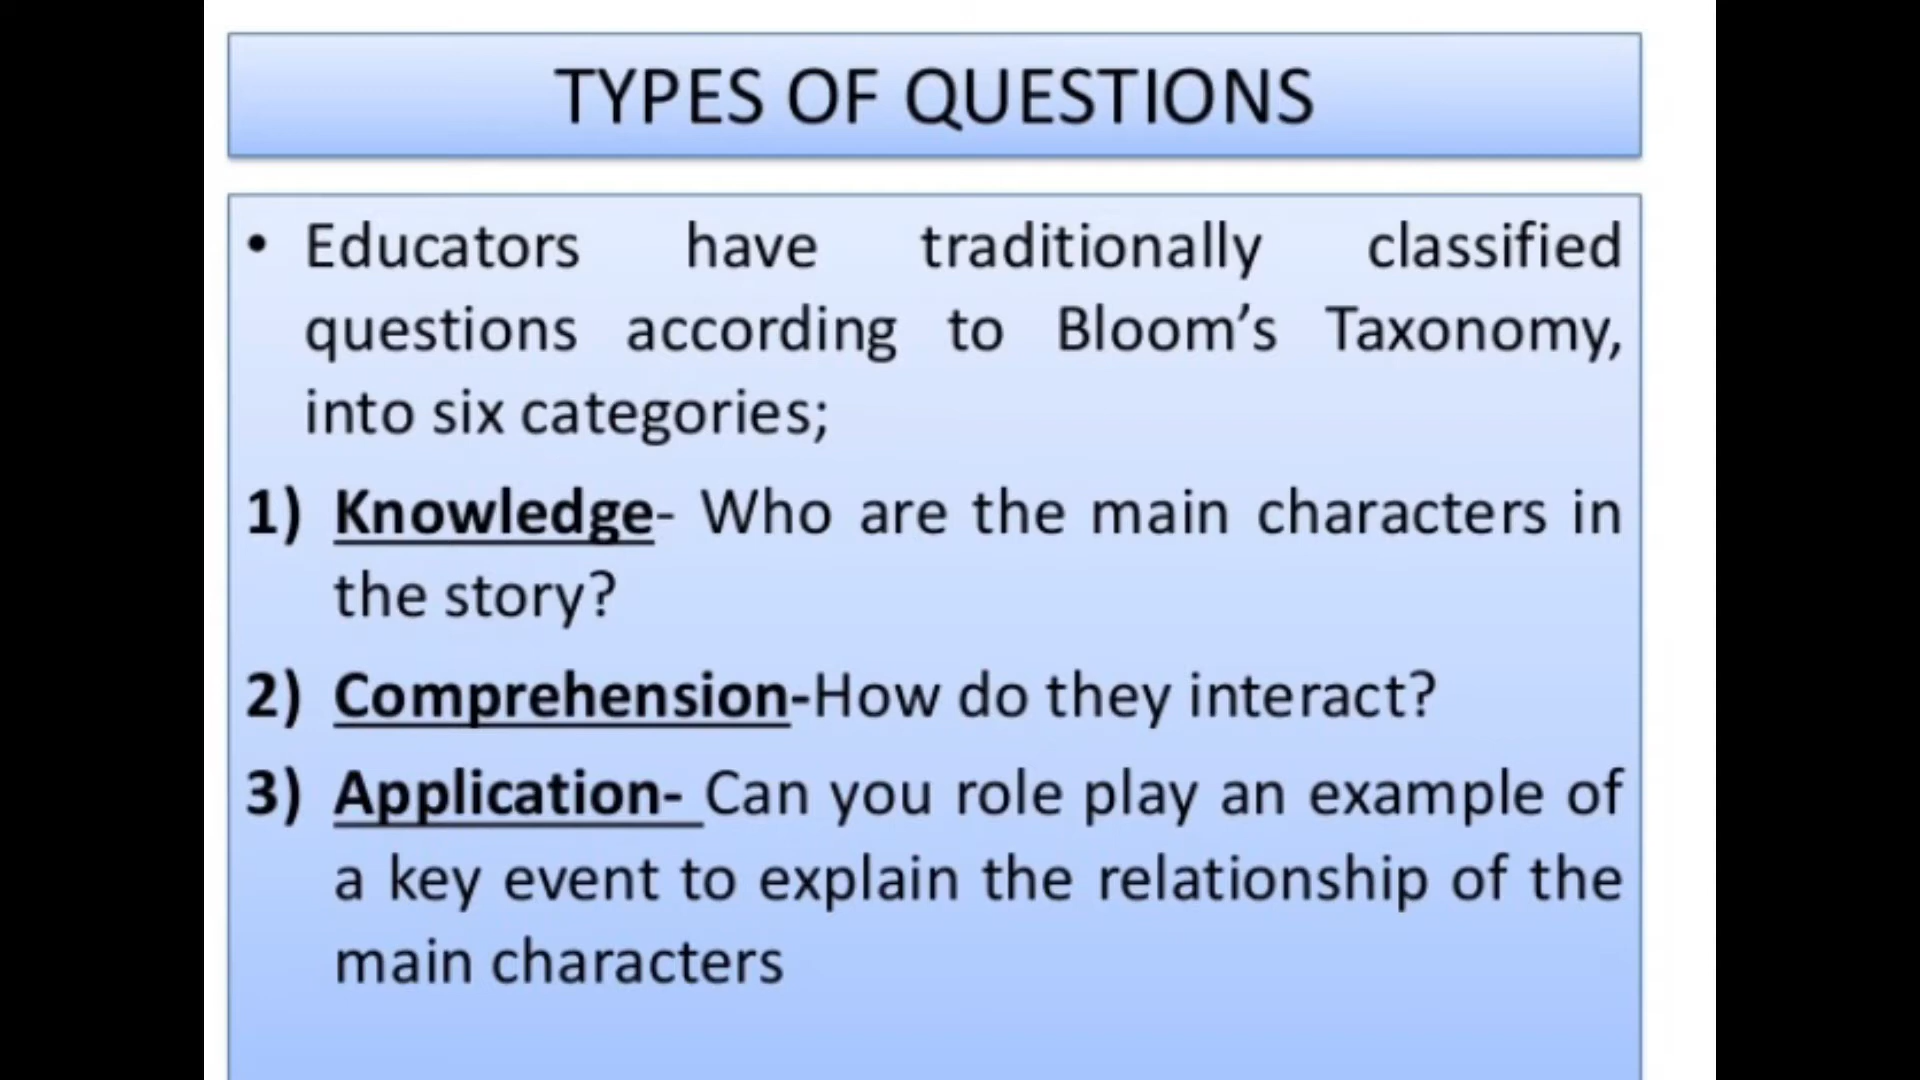 TYPES OF QUESTIONS
• Educators have traditionally classified
questions according to Bloom’s Taxonomy,
into six categories;
1) Knowledge- Who are the main characters in
the story?
2) Comprehension-How do they interact?
3) Application- Can you role play an example of
a key event to explain the relationship of the
main characters